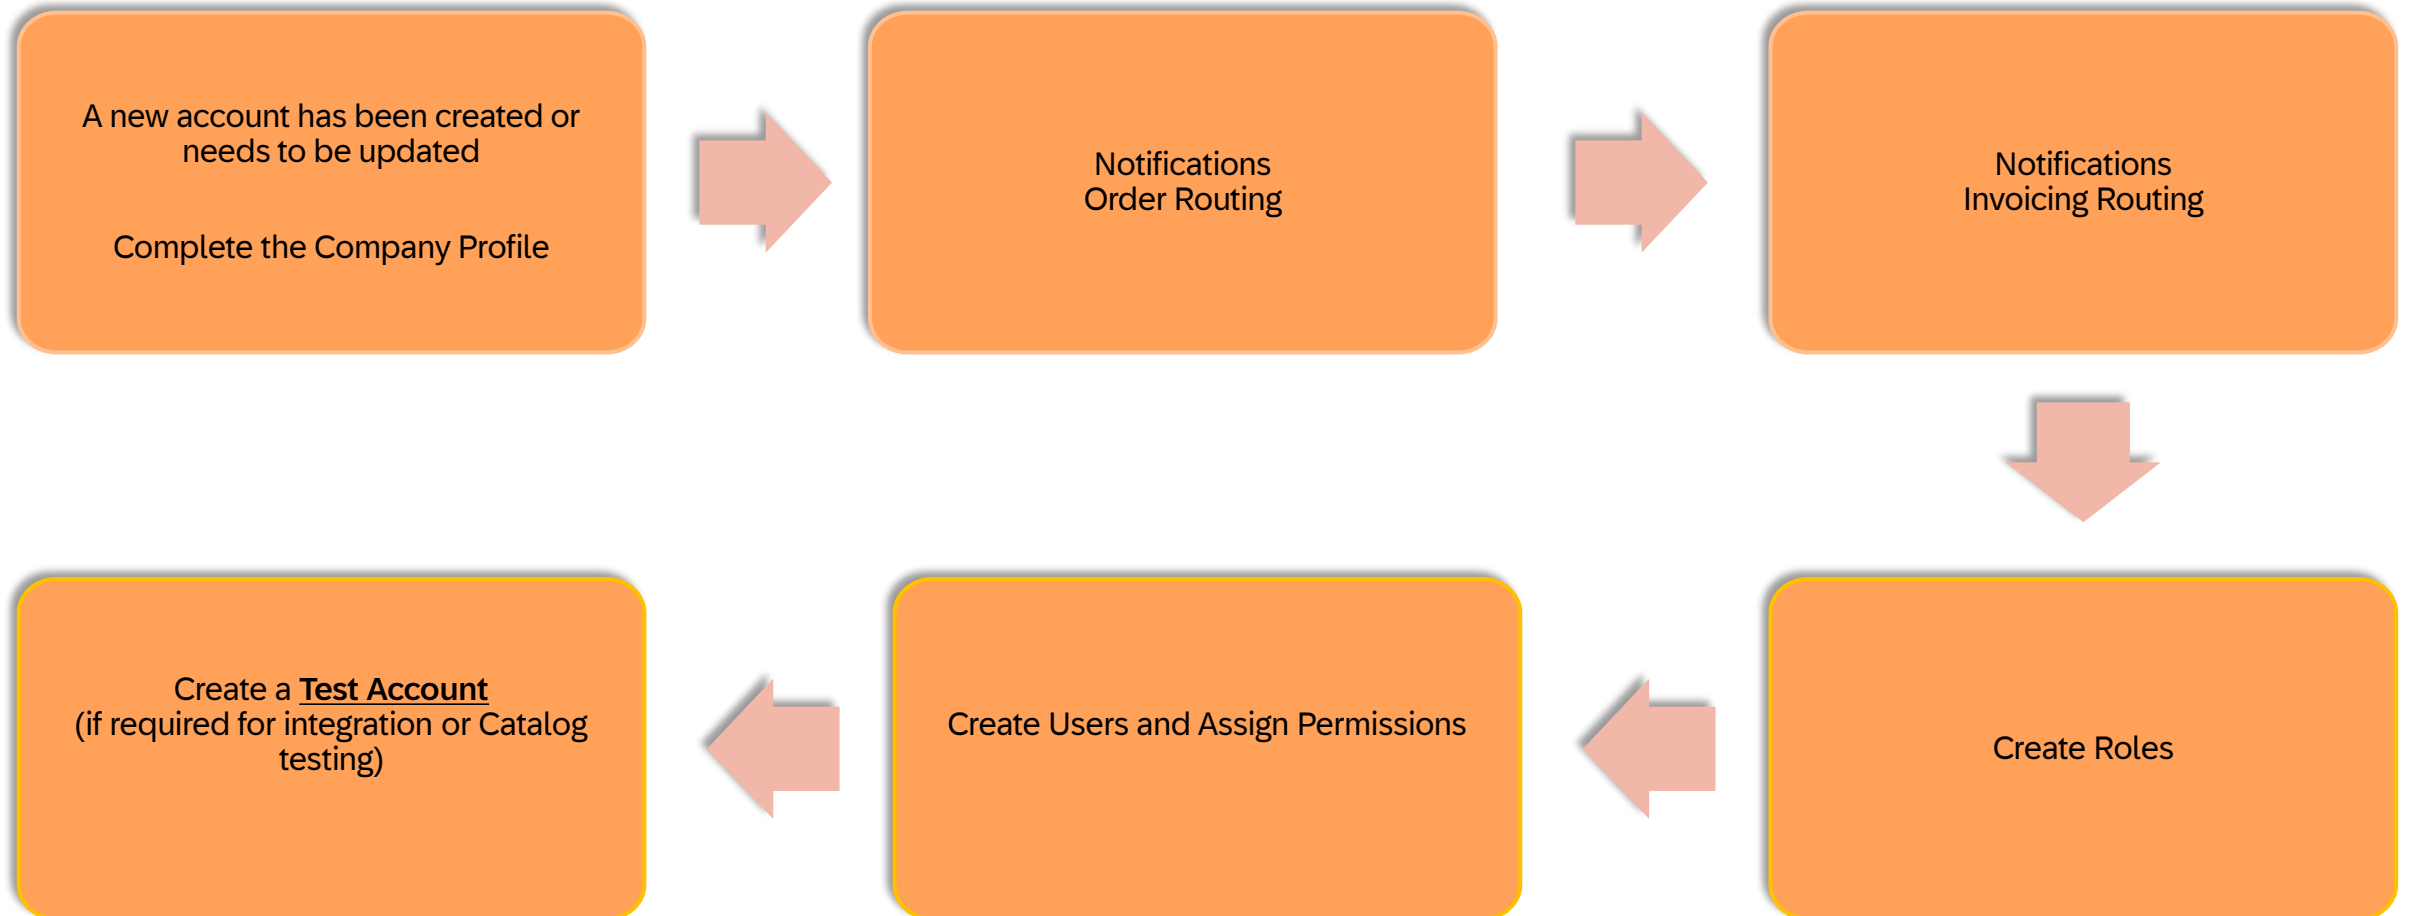 A new account has been created or
needs to be updated
Complete the Company Profile
Notifications
Order Routing
Notifications
Invoicing Routing
Create Roles
Create Users and Assign Permissions
Create a Test Account
(if required for integration or Catalog
testing)